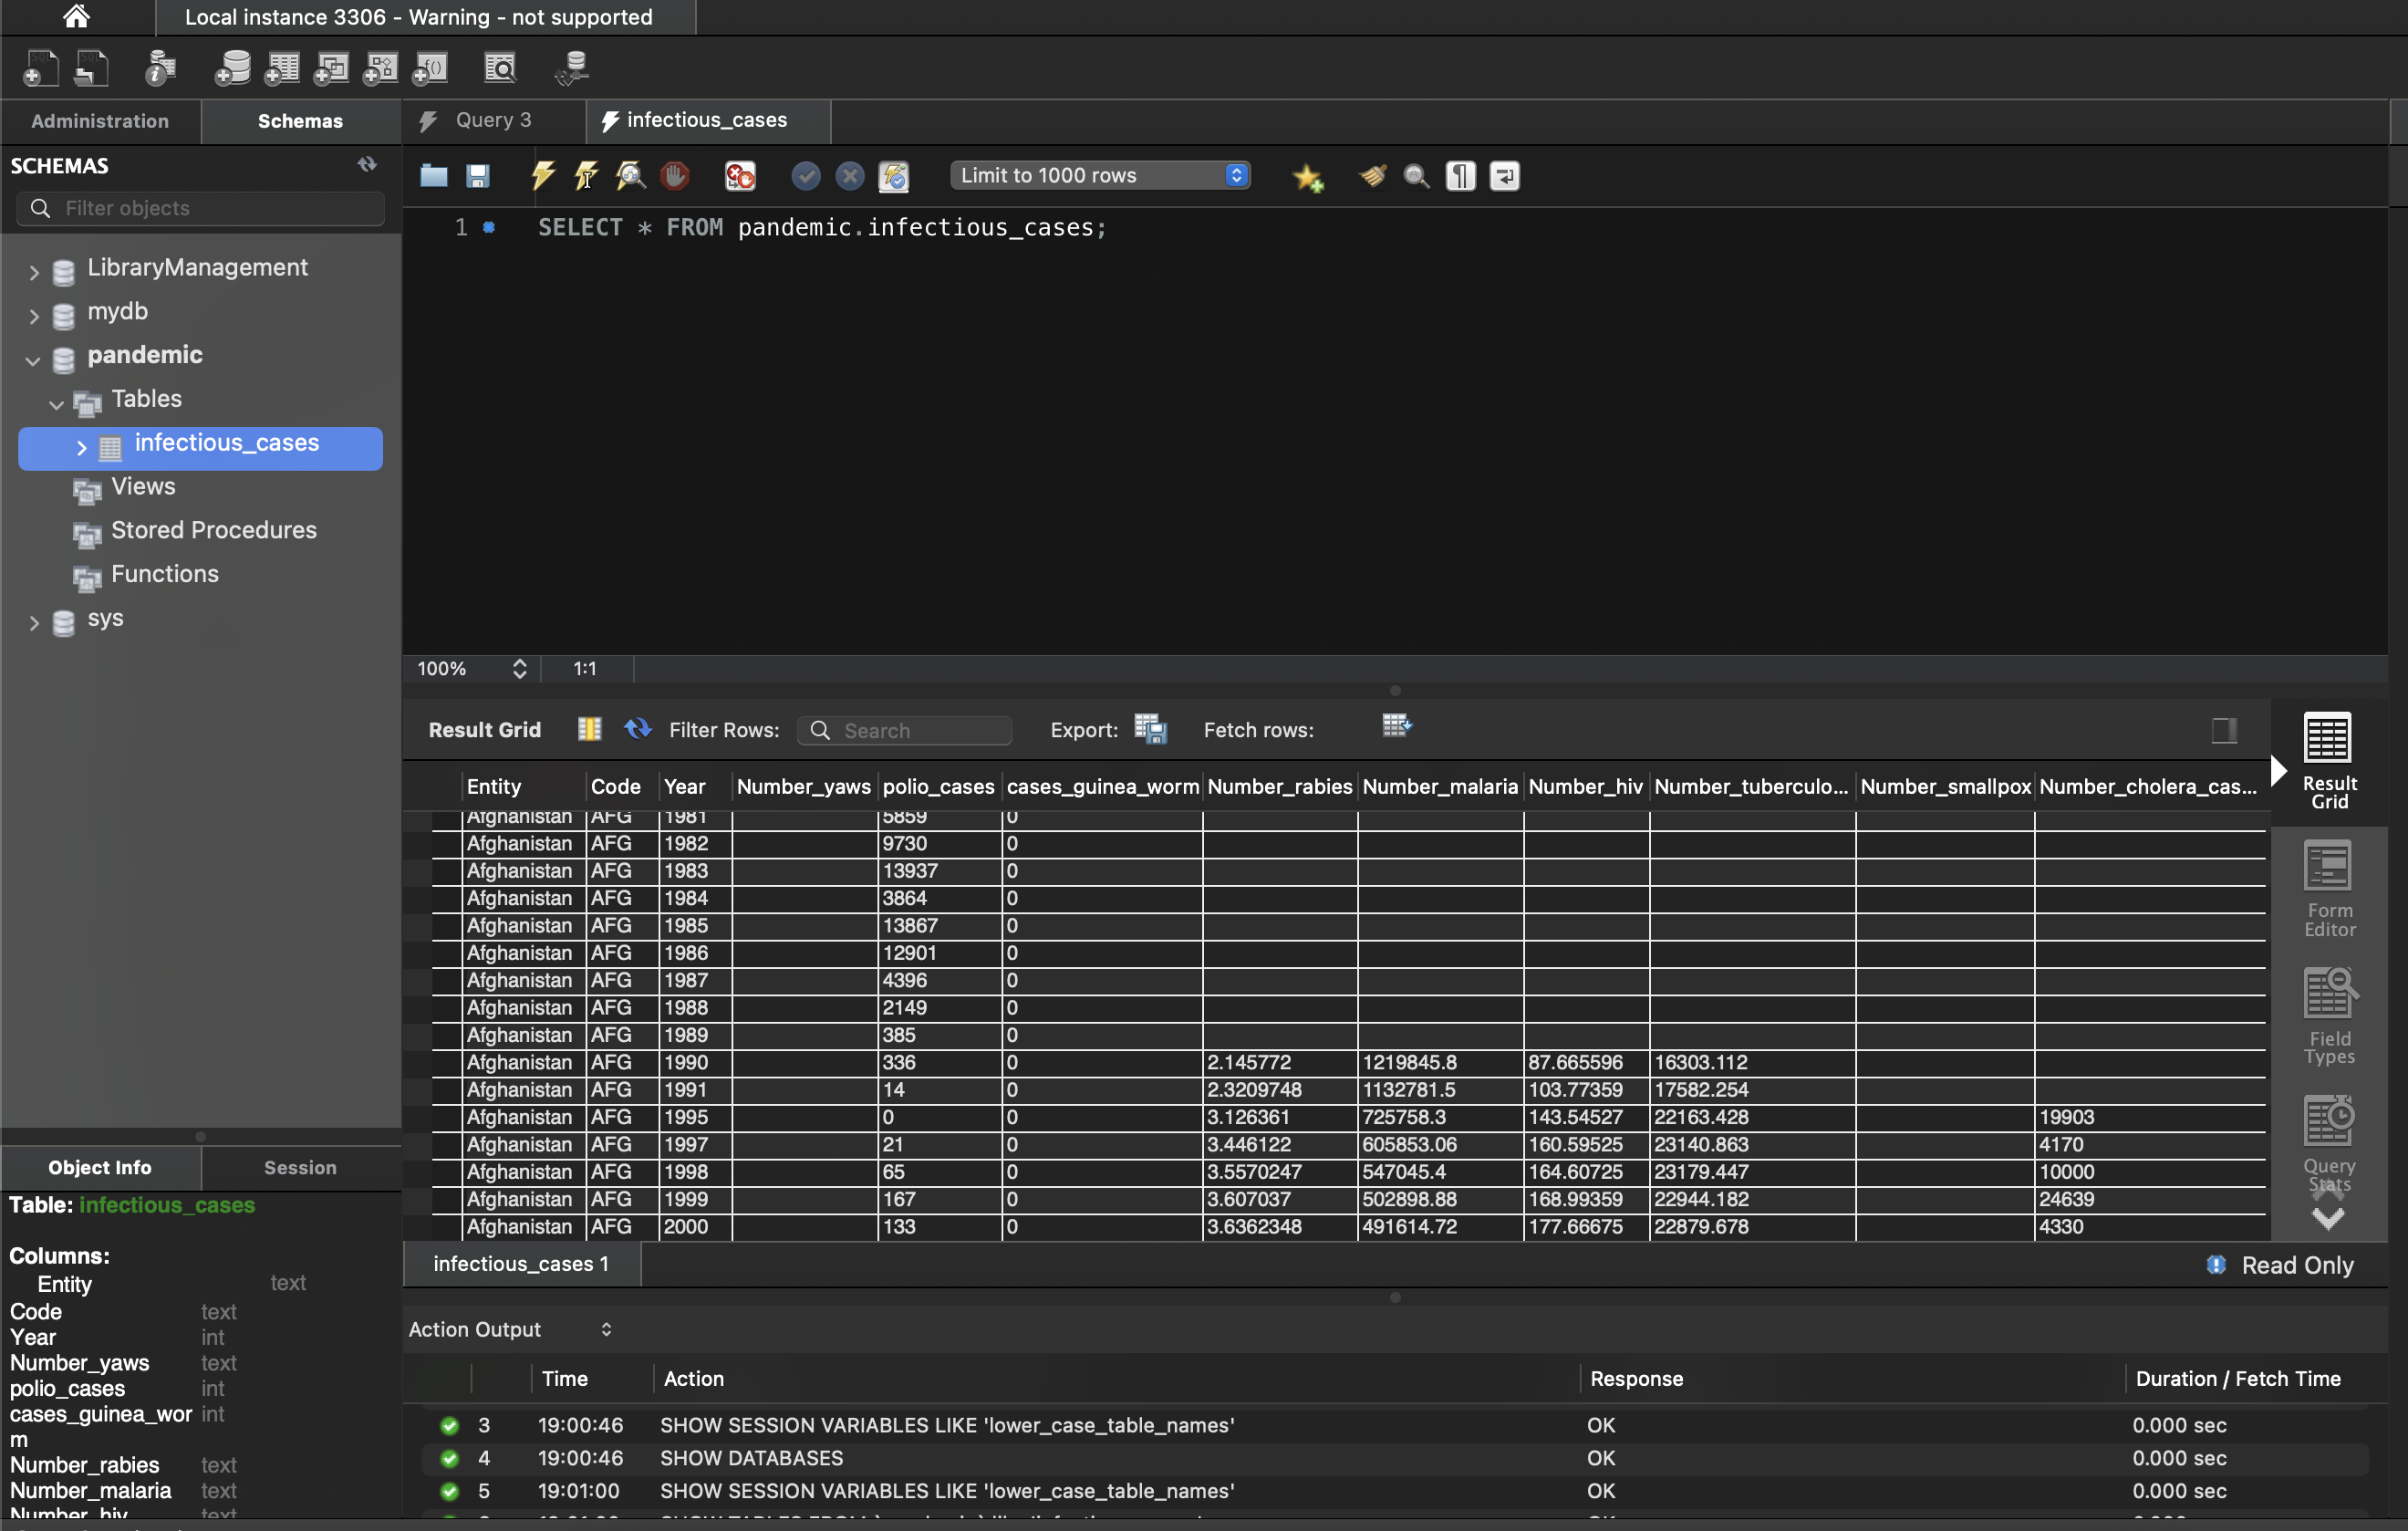 Local instance 3306 - Warning - not supported
Administration
Schemas
Query 3
infectious_cases
SCHEMAS
Filter objects
LibraryManagement
mydb
pandemic
Tables
infectious_cases
Views
Stored Procedures
Functions
sys
Limit to 1000 rows
1 SELECT * FROM pandemic.infectious_cases;
100% 1:1
Result Grid Filter Rows: Search Export: Fetch rows:
Entity Code Year Number_yaws polio_cases cases_guinea_worm Number_rabies Number_malaria Number_hiv Number_tuberculo... Number_smallpox Number_cholera_cas...
Afghanistan AFG 1981 5859 0
Afghanistan AFG 1982 9730 0
Afghanistan AFG 1983 13937 0
Afghanistan AFG 1984 3864 0
Afghanistan AFG 1985 13867 0
Afghanistan AFG 1986 12901 0
Afghanistan AFG 1987 4396 0
Afghanistan AFG 1988 2149 0
Afghanistan AFG 1989 385 0
Afghanistan AFG 1990 336 0 2.145772 1219845.8 87.665596 16303.112
Afghanistan AFG 1991 14 0 2.3209748 1132781.5 103.77359 17582.254
Afghanistan AFG 1995 0 0 3.126361 725758.3 143.54527 22163.428 19903
Afghanistan AFG 1997 21 0 3.446122 605853.06 160.59525 23140.863 4170
Afghanistan AFG 1998 65 0 3.5570247 547045.4 164.60725 23179.447 10000
Afghanistan AFG 1999 167 0 3.607037 502898.88 168.99359 22944.182 24639
Afghanistan AFG 2000 133 0 3.6362348 491614.72 177.66675 22879.678 4330
Result
Grid
Form
Editor
Field
Types
Query
Stats
infectious_cases 1
Read Only
Object Info
Session
Table: infectious_cases
Columns:
Entity text
Code text
Year int
Number_yaws text
polio_cases int
cases_guinea_wor int
m
Number_rabies text
Number_malaria text
Number_hiv text
Action Output
Time Action Response Duration / Fetch Time
3 19:00:46 SHOW SESSION VARIABLES LIKE 'lower_case_table_names' OK 0.000 sec
4 19:00:46 SHOW DATABASES OK 0.000 sec
5 19:01:00 SHOW SESSION VARIABLES LIKE 'lower_case_table_names' OK 0.000 sec